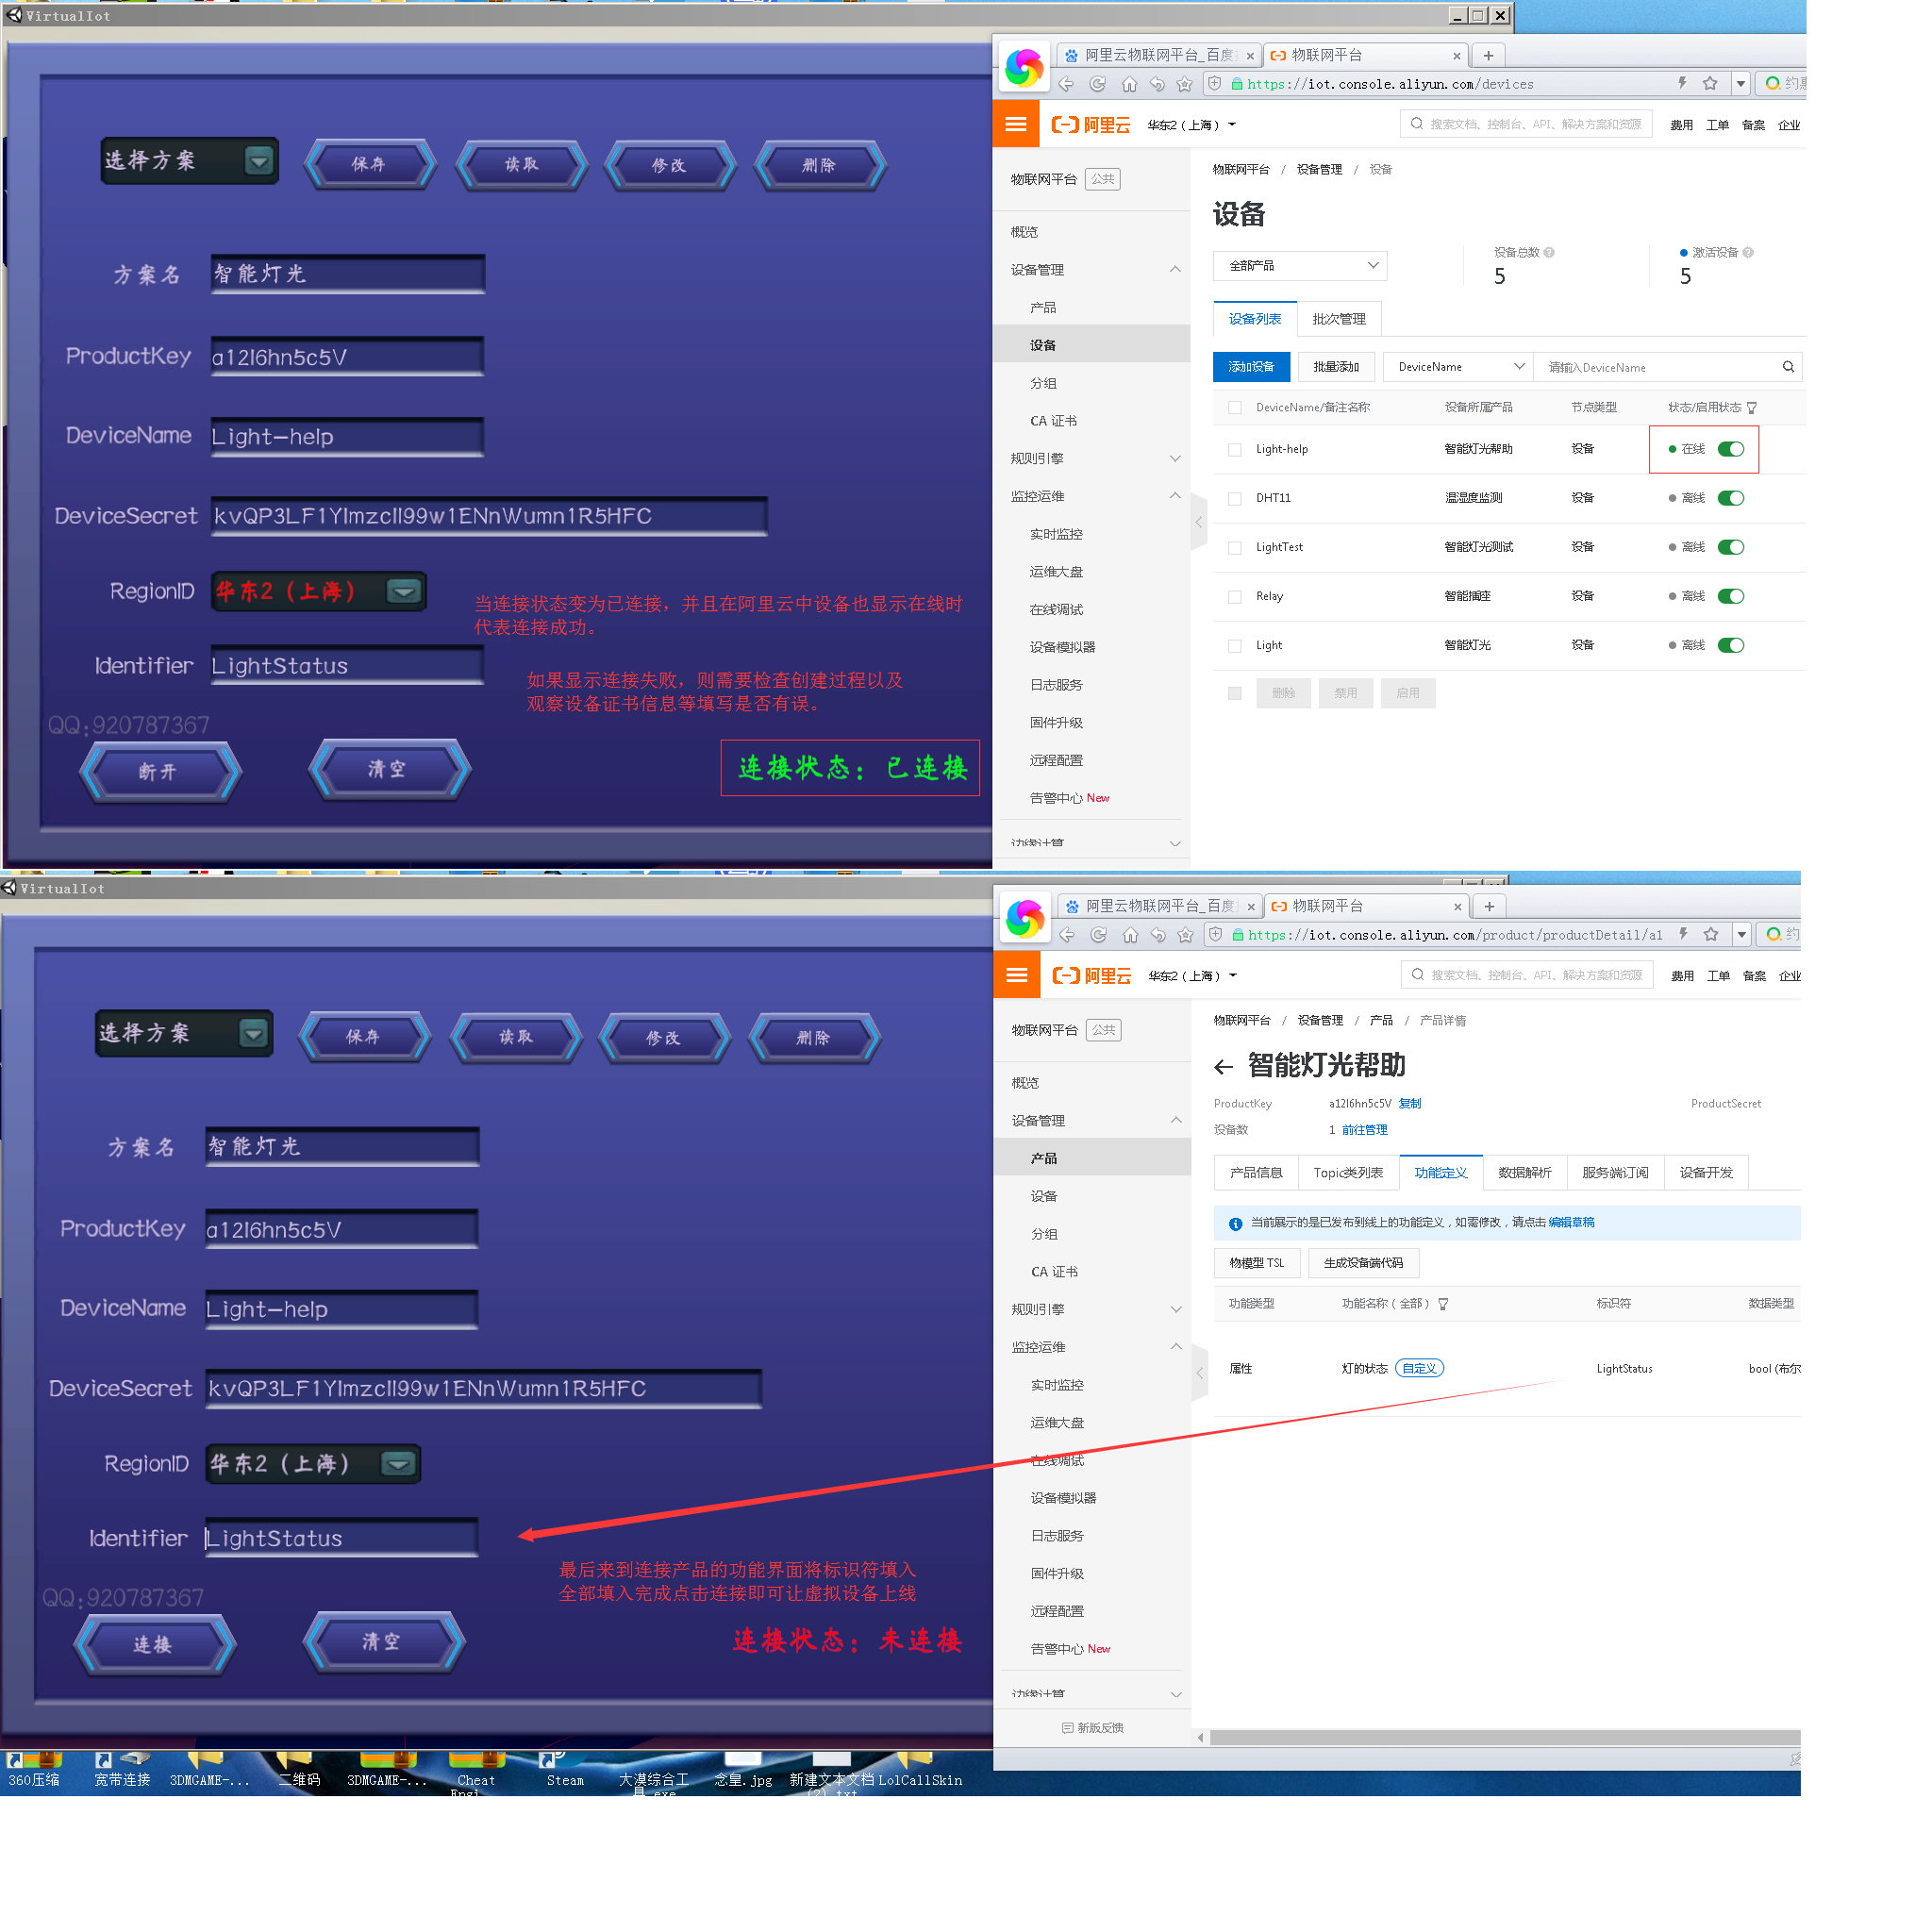 VirtualIot
选择方案
保存
读取
修改
删除
方案名 智能灯光
ProductKey a12l6hn5c5V
DeviceName Light-help
DeviceSecret kvQP3LF1YlmzcIl99w1ENnWumn1R5HFC
RegionID 华东2（上海）
当连接状态变为已连接，并且在阿里云中设备也显示在线时
代表连接成功。
Identifier LightStatus
如果显示连接失败，则需要检查创建过程以及
观察设备证书信息等填写是否有误。
QQ:920787367
断开
清空
连接状态：已连接
阿里云物联网平台_百度
物联网平台
https://iot.console.aliyun.com/devices
阿里云
华东2（上海）
搜索文档、控制台、API、解决方案和资源
费用 工单 备案 企业
物联网平台 公共
概览
设备管理
产品
设备
分组
CA 证书
规则引擎
监控运维
实时监控
运维大盘
在线调试
设备模拟器
日志服务
固件升级
远程配置
告警中心 New
边缘计算
物联网平台 / 设备管理 / 设备
设备
全部产品
设备总数
5
激活设备
5
设备列表 批次管理
添加设备 批量添加 DeviceName 请输入DeviceName
DeviceName/备注名称 设备所属产品 节点类型 状态/启用状态
Light-help 智能灯光帮助 设备 在线
DHT11 温湿度监测 设备 离线
LightTest 智能灯光测试 设备 离线
Relay 智能插座 设备 离线
Light 智能灯光 设备 离线
删除 禁用 启用
VirtualIot
选择方案
保存
读取
修改
删除
方案名 智能灯光
ProductKey a12l6hn5c5V
DeviceName Light-help
DeviceSecret kvQP3LF1YlmzcIl99w1ENnWumn1R5HFC
RegionID 华东2（上海）
Identifier LightStatus
最后来到连接产品的功能界面将标识符填入
全部填入完成点击连接即可让虚拟设备上线
QQ:920787367
连接
清空
连接状态：未连接
阿里云物联网平台_百度
物联网平台
https://iot.console.aliyun.com/product/productDetail/a1
阿里云
华东2（上海）
搜索文档、控制台、API、解决方案和资源
费用 工单 备案 企业
物联网平台 公共
概览
设备管理
产品
设备
分组
CA 证书
规则引擎
监控运维
实时监控
运维大盘
在线调试
设备模拟器
日志服务
固件升级
远程配置
告警中心 New
边缘计算
新版反馈
物联网平台 / 设备管理 / 产品 / 产品详情
智能灯光帮助
ProductKey a12l6hn5c5V 复制
ProductSecret
设备数 1 前往管理
产品信息 Topic类列表 功能定义 数据解析 服务端订阅 设备开发
当前展示的是已发布到线上的功能定义，如需修改，请点击 编辑草稿
物模型 TSL 生成设备端代码
功能类型 功能名称（全部） 标识符 数据类型
属性 灯的状态 自定义 LightStatus bool (布尔
360压缩
宽带连接
3DMGAME-...
二维码
3DMGAME-...
Cheat
Engi
Steam
大漠综合工
具.exe
念皇.jpg
新建文本文档
(2).txt
LolCallSkin